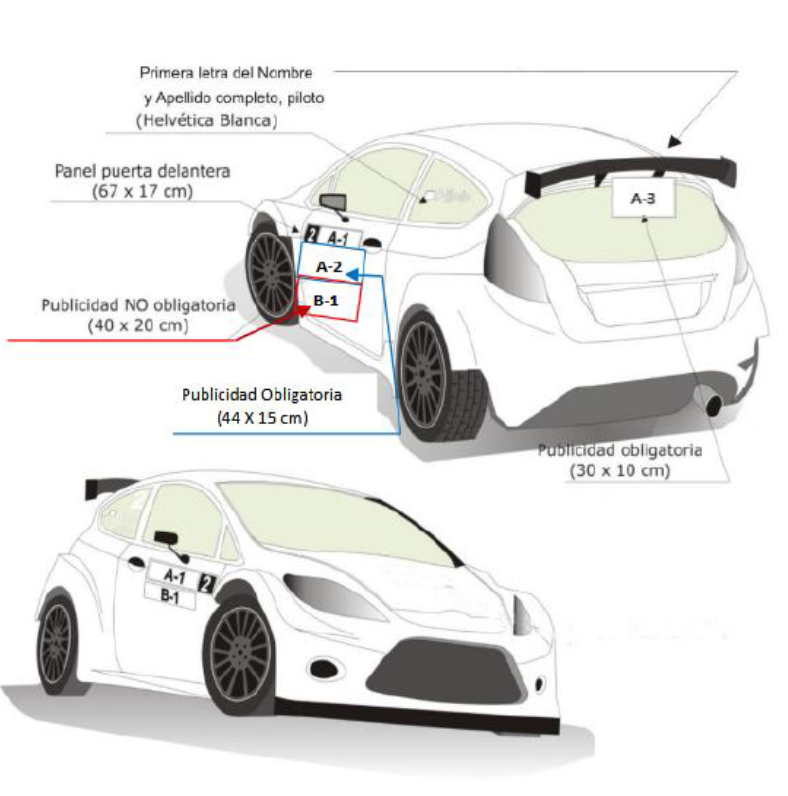 Primera letra del Nombre
y Apellido completo, piloto
(Helvética Blanca)
Panel puerta delantera
(67 x 17 cm)
A-3
2 A-1
A-2
B-1
Publicidad NO obligatoria
(40 x 20 cm)
Publicidad Obligatoria
(44 X 15 cm)
Publicidad obligatoria
(30 x 10 cm)
A-1 2
B-1